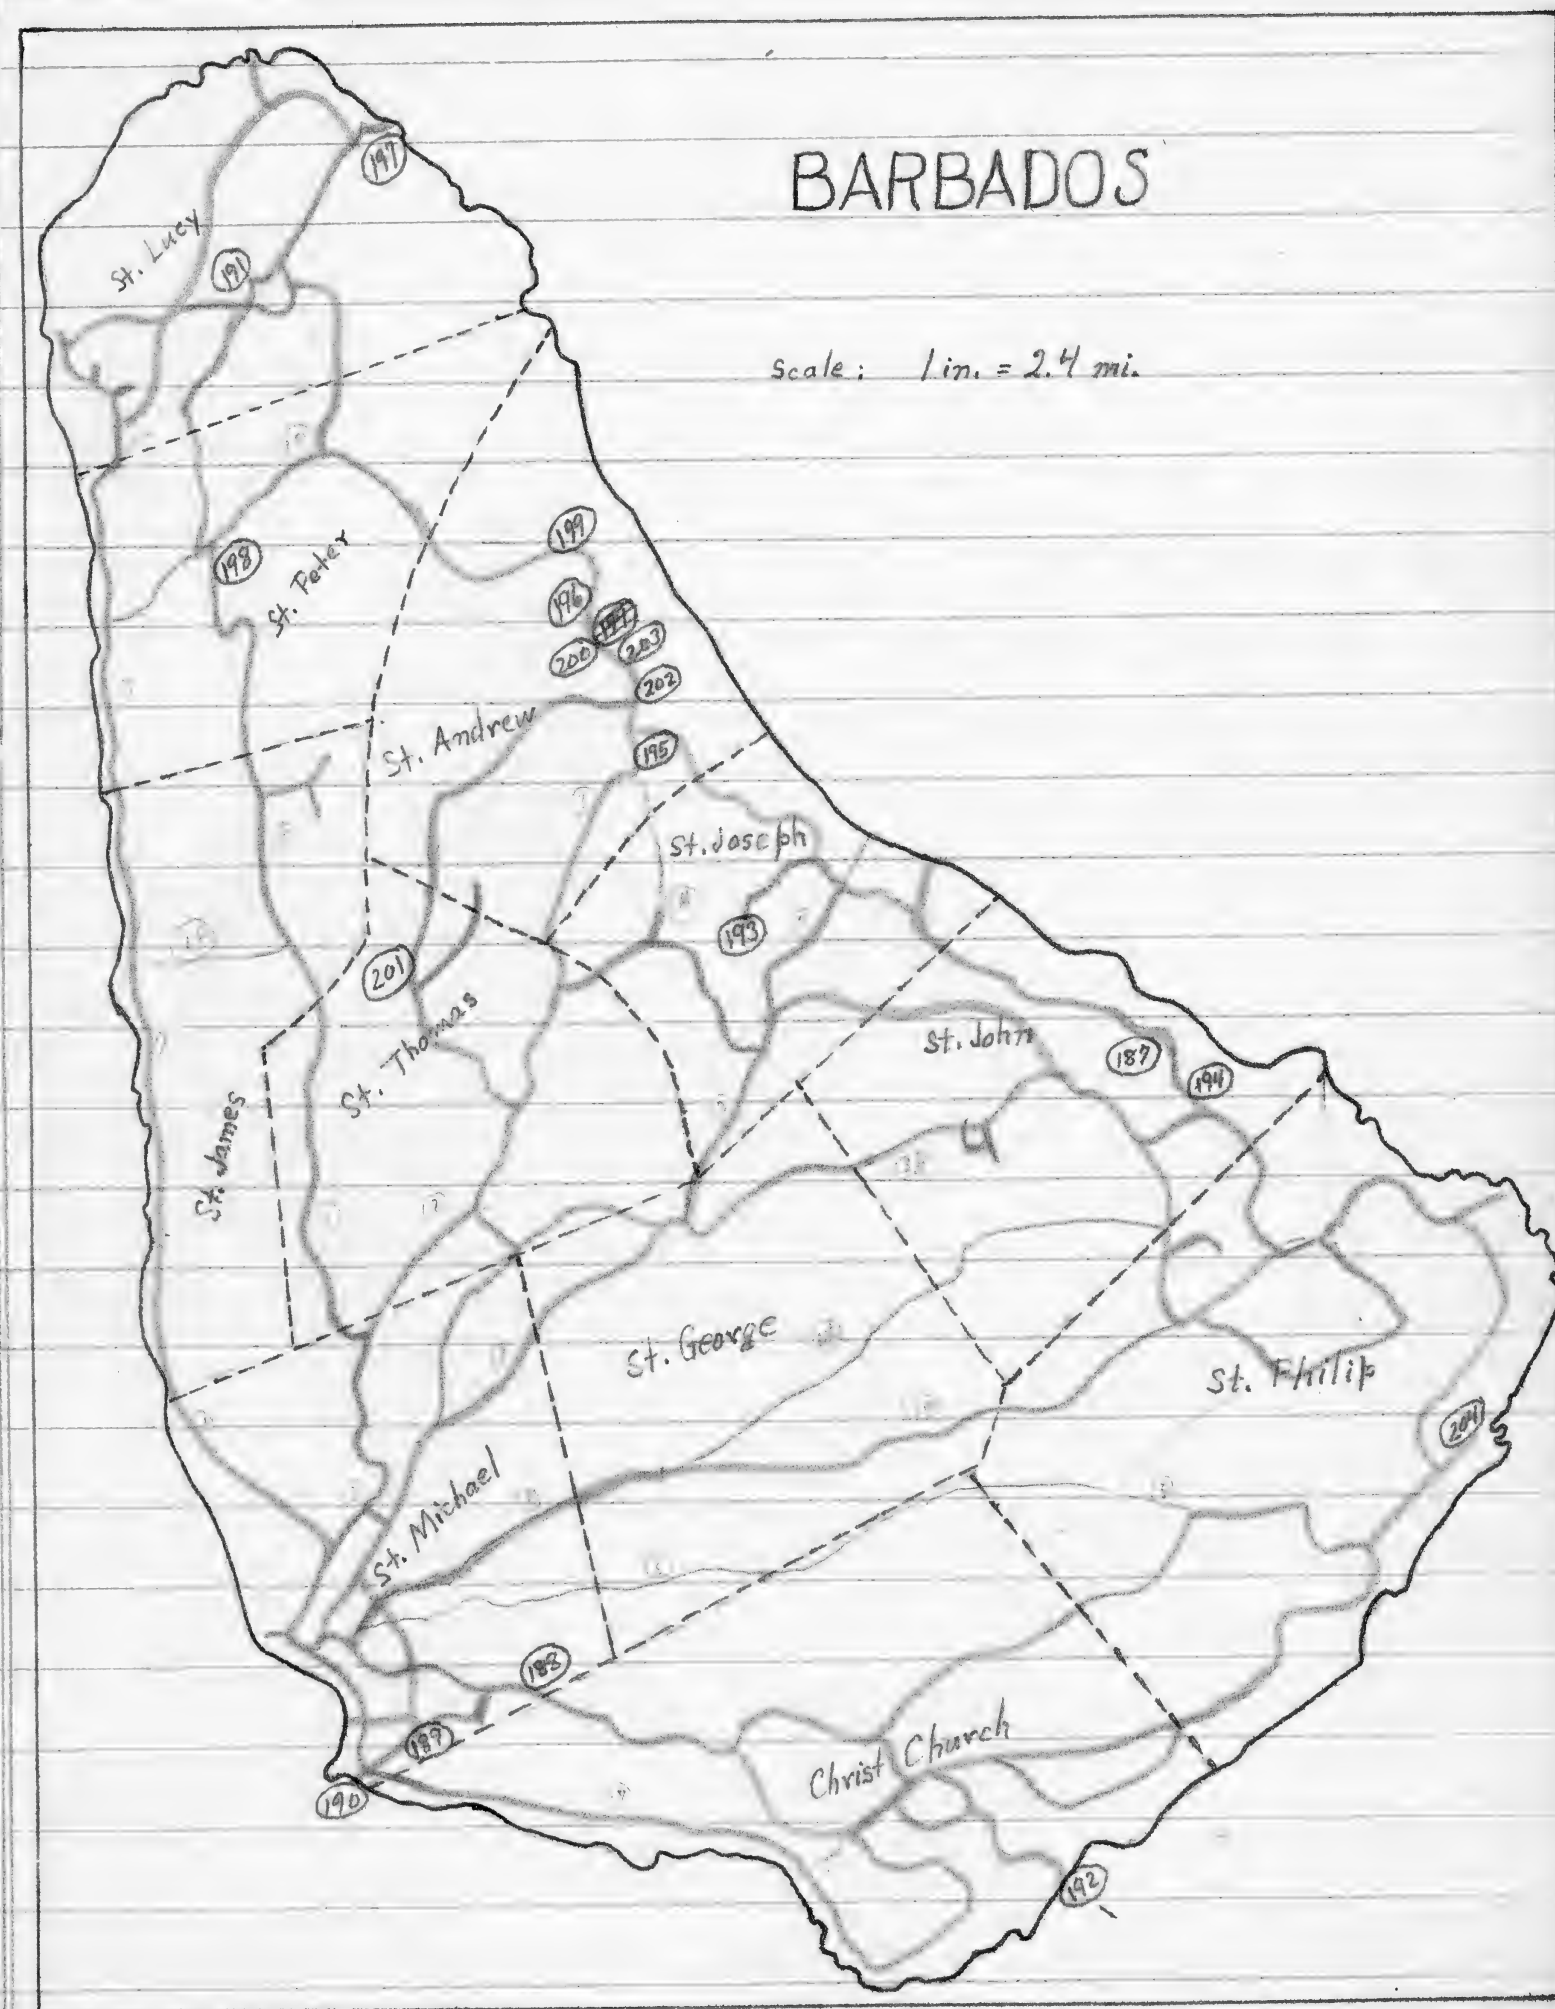 BARBADOS
Scale: 1 in. = 2.4 mi.
197
St. Lucy
191
199
198
St. Peter
196
200
203
202
St. Andrew
195
St. Joseph
193
201
St. Thomas
St. John
187
194
St. James
St. George
St. Philip
204
St. Michael
188
189
Christ Church
190
192